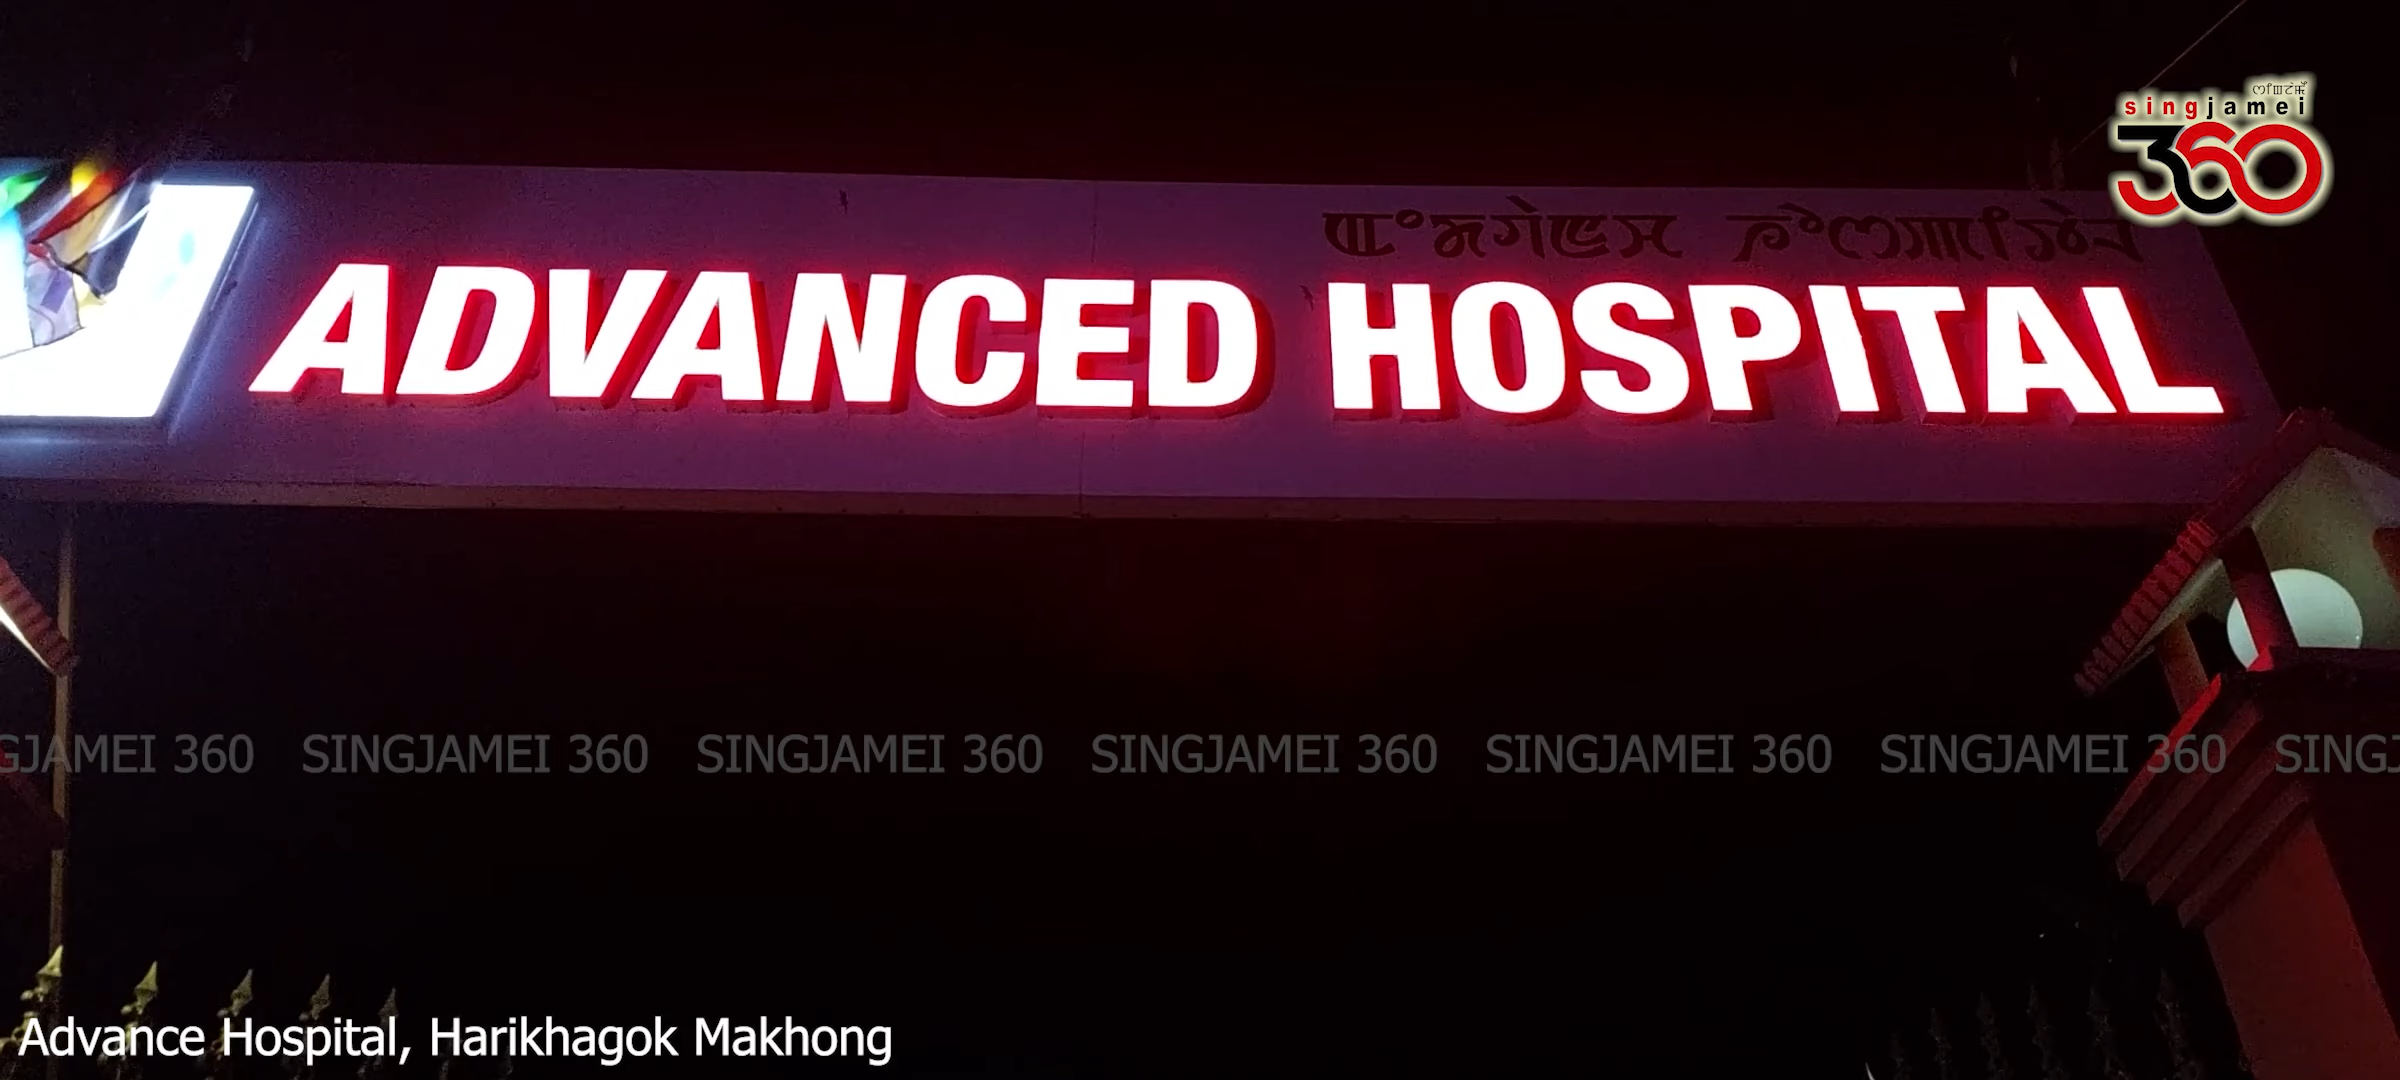 singjamei
360
ADVANCED HOSPITAL
SINGJAMEI 360 SINGJAMEI 360 SINGJAMEI 360 SINGJAMEI 360 SINGJAMEI 360
Advance Hospital, Harikhagok Makhong